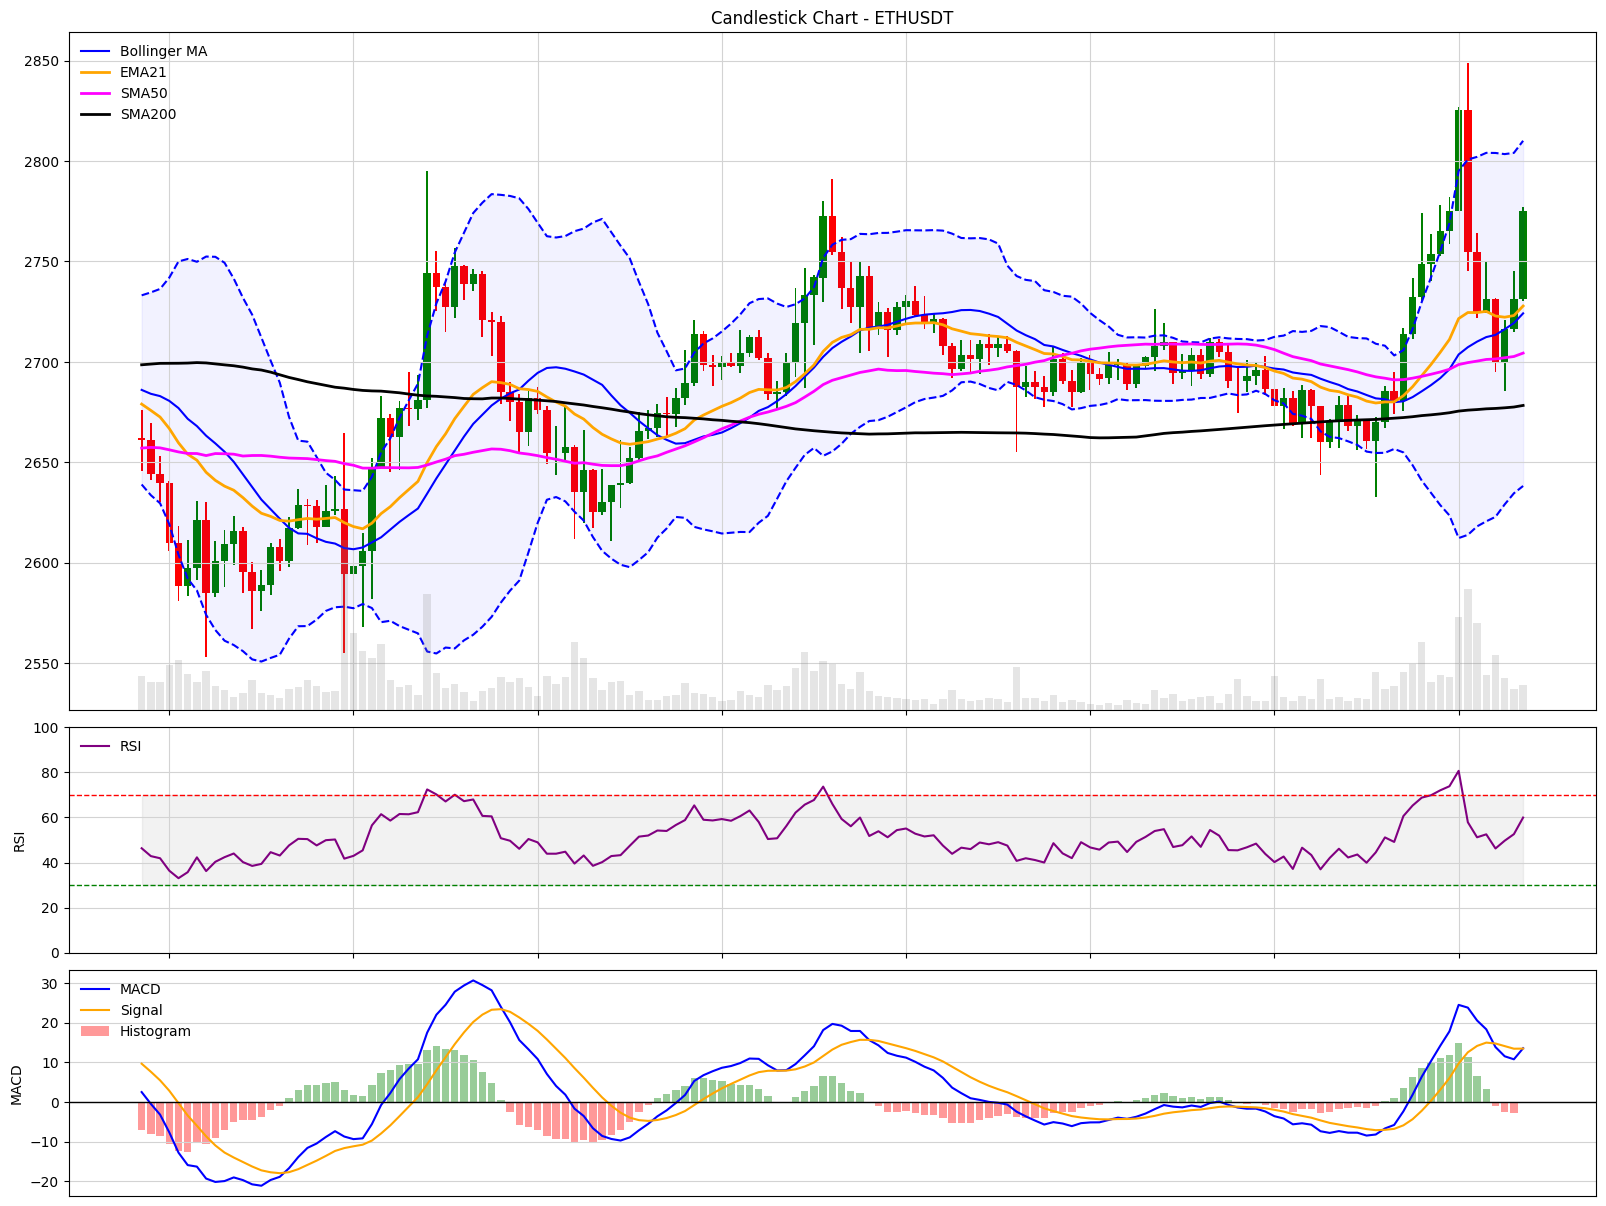 Candlestick Chart - ETHUSDT
Bollinger MA
EMA21
SMA50
SMA200
2850
2800
2750
2700
2650
2600
2550
RSI
100
80
60
40
20
0
RSI
MACD
Signal
Histogram
30
20
10
0
−10
−20
MACD